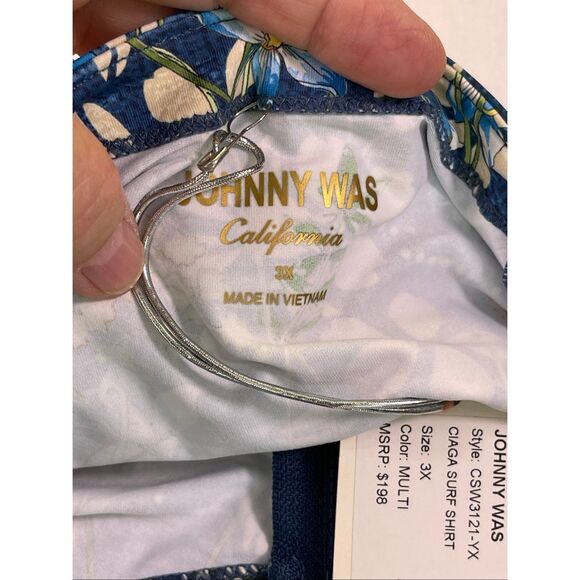 JOHNNY WAS
California
3X
MADE IN VIETNAM
JOHNNY WAS
Style: CSW3121-YX
CIAGA SURF SHIRT
Size: 3X
Color: MULTI
MSRP: $198